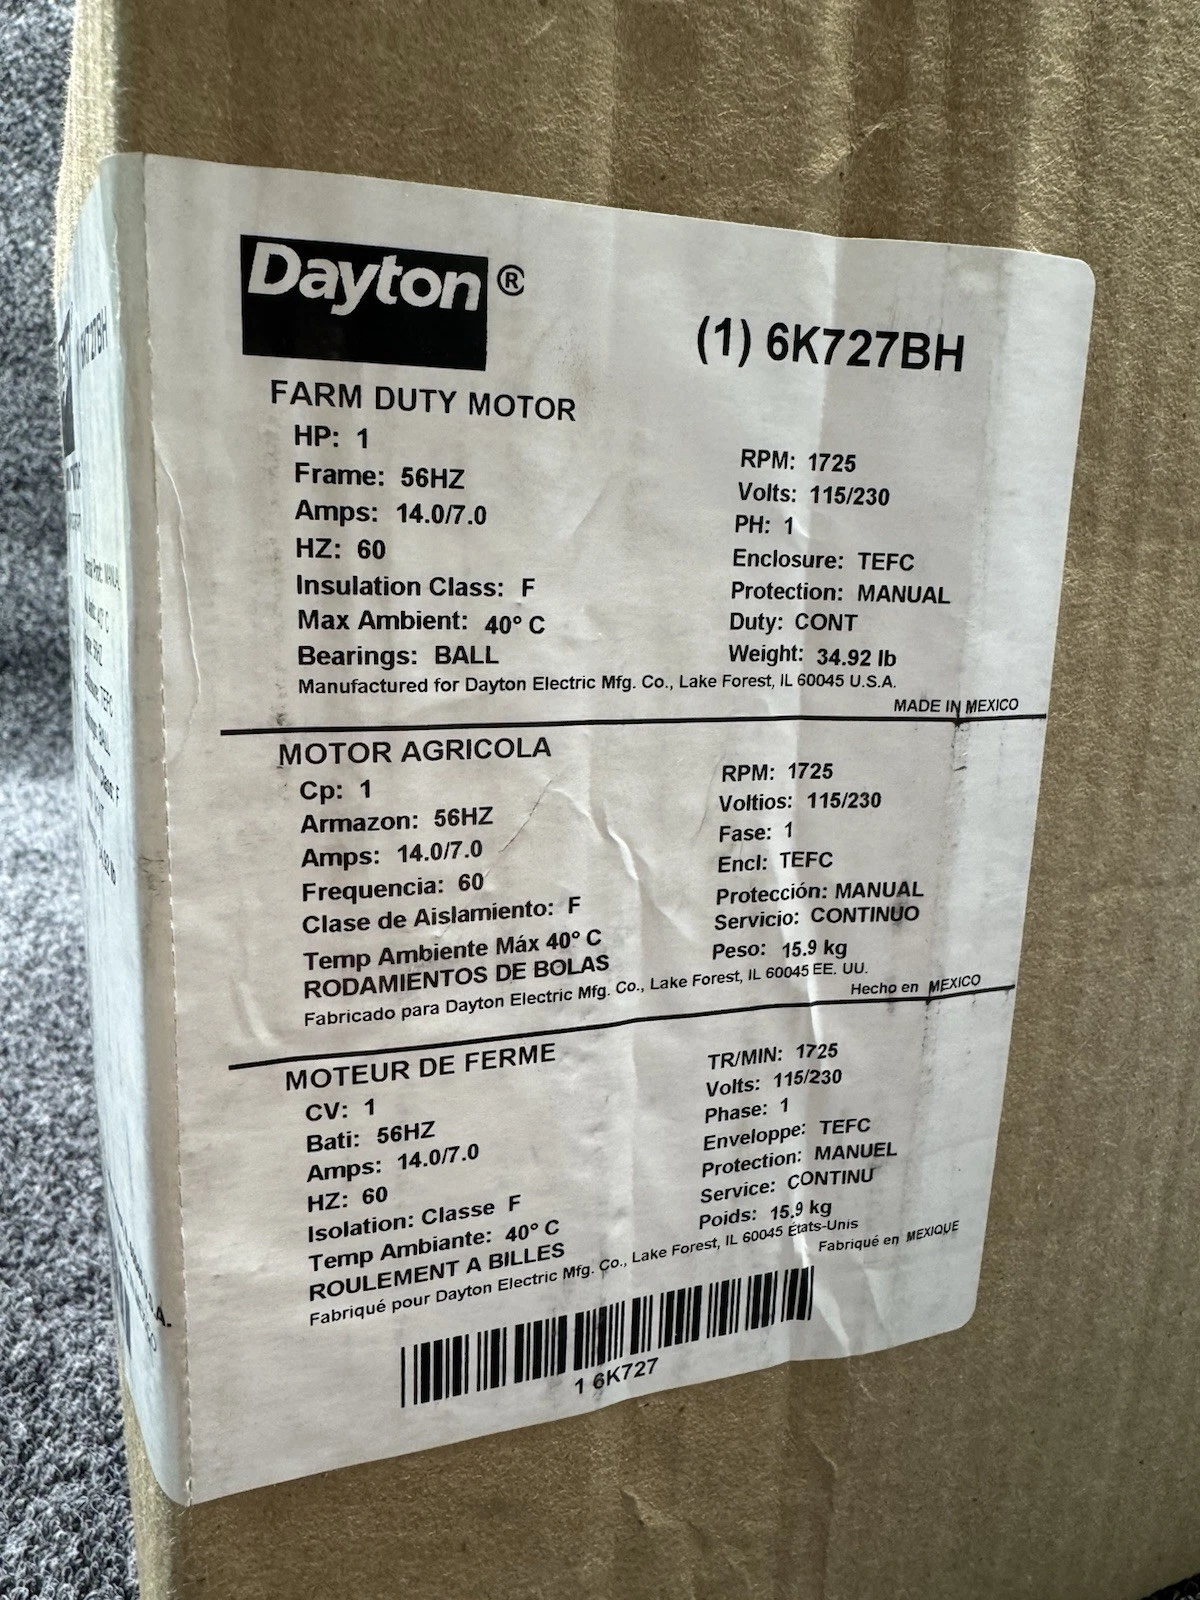 Dayton®
(1) 6K727BH
FARM DUTY MOTOR
HP: 1
Frame: 56HZ
Amps: 14.0/7.0
HZ: 60
Insulation Class: F
Max Ambient: 40° C
Bearings: BALL
RPM: 1725
Volts: 115/230
PH: 1
Enclosure: TEFC
Protection: MANUAL
Duty: CONT
Weight: 34.92 lb
Manufactured for Dayton Electric Mfg. Co., Lake Forest, IL 60045 U.S.A.
MADE IN MEXICO
MOTOR AGRICOLA
Cp: 1
Armazon: 56HZ
Amps: 14.0/7.0
Frequencia: 60
Clase de Aislamiento: F
Temp Ambiente Máx 40° C
RODAMIENTOS DE BOLAS
RPM: 1725
Voltios: 115/230
Fase: 1
Encl: TEFC
Protección: MANUAL
Servicio: CONTINUO
Peso: 15.9 kg
Fabricado para Dayton Electric Mfg. Co., Lake Forest, IL 60045 EE. UU.
Hecho en MEXICO
MOTEUR DE FERME
CV: 1
Bati: 56HZ
Amps: 14.0/7.0
HZ: 60
Isolation: Classe F
Temp Ambiante: 40° C
ROULEMENT A BILLES
TR/MIN: 1725
Volts: 115/230
Phase: 1
Enveloppe: TEFC
Protection: MANUEL
Service: CONTINU
Poids: 15.9 kg
Fabriqué pour Dayton Electric Mfg. Co., Lake Forest, IL 60045 États-Unis
Fabriqué en MEXIQUE
1 6K727